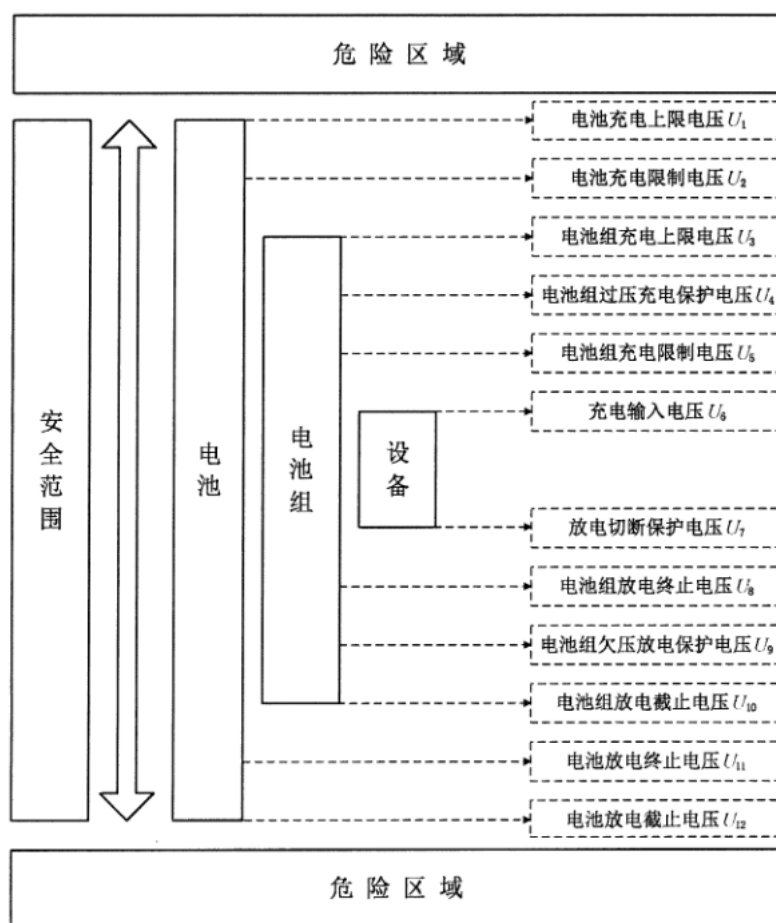 危险区域
电池充电上限电压U₁
电池充电限制电压U₂
电池组充电上限电压U₃
电池组过压充电保护电压U₄
电池组充电限制电压U₅
充电输入电压U₆
安全范围
电池
电池组
设备
放电切断保护电压U₇
电池组放电终止电压U₈
电池组欠压放电保护电压U₉
电池组放电截止电压U₁₀
电池放电终止电压U₁₁
电池放电截止电压U₁₂
危险区域